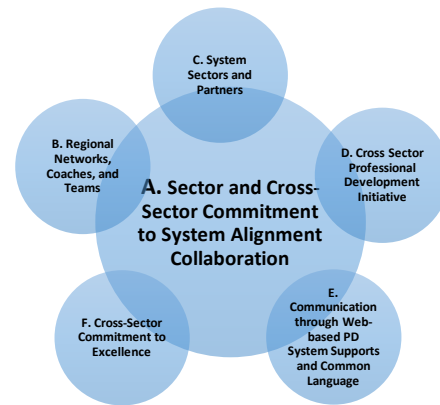 C. System
Sectors and
Partners
B. Regional
Networks,
Coaches, and
Teams
D. Cross Sector
Professional
Development
Initiative
A. Sector and Cross-
Sector Commitment
to System Alignment
Collaboration
F. Cross-Sector
Commitment to
Excellence
E.
Communication
through Web-
based PD
System Supports
and Common
Language